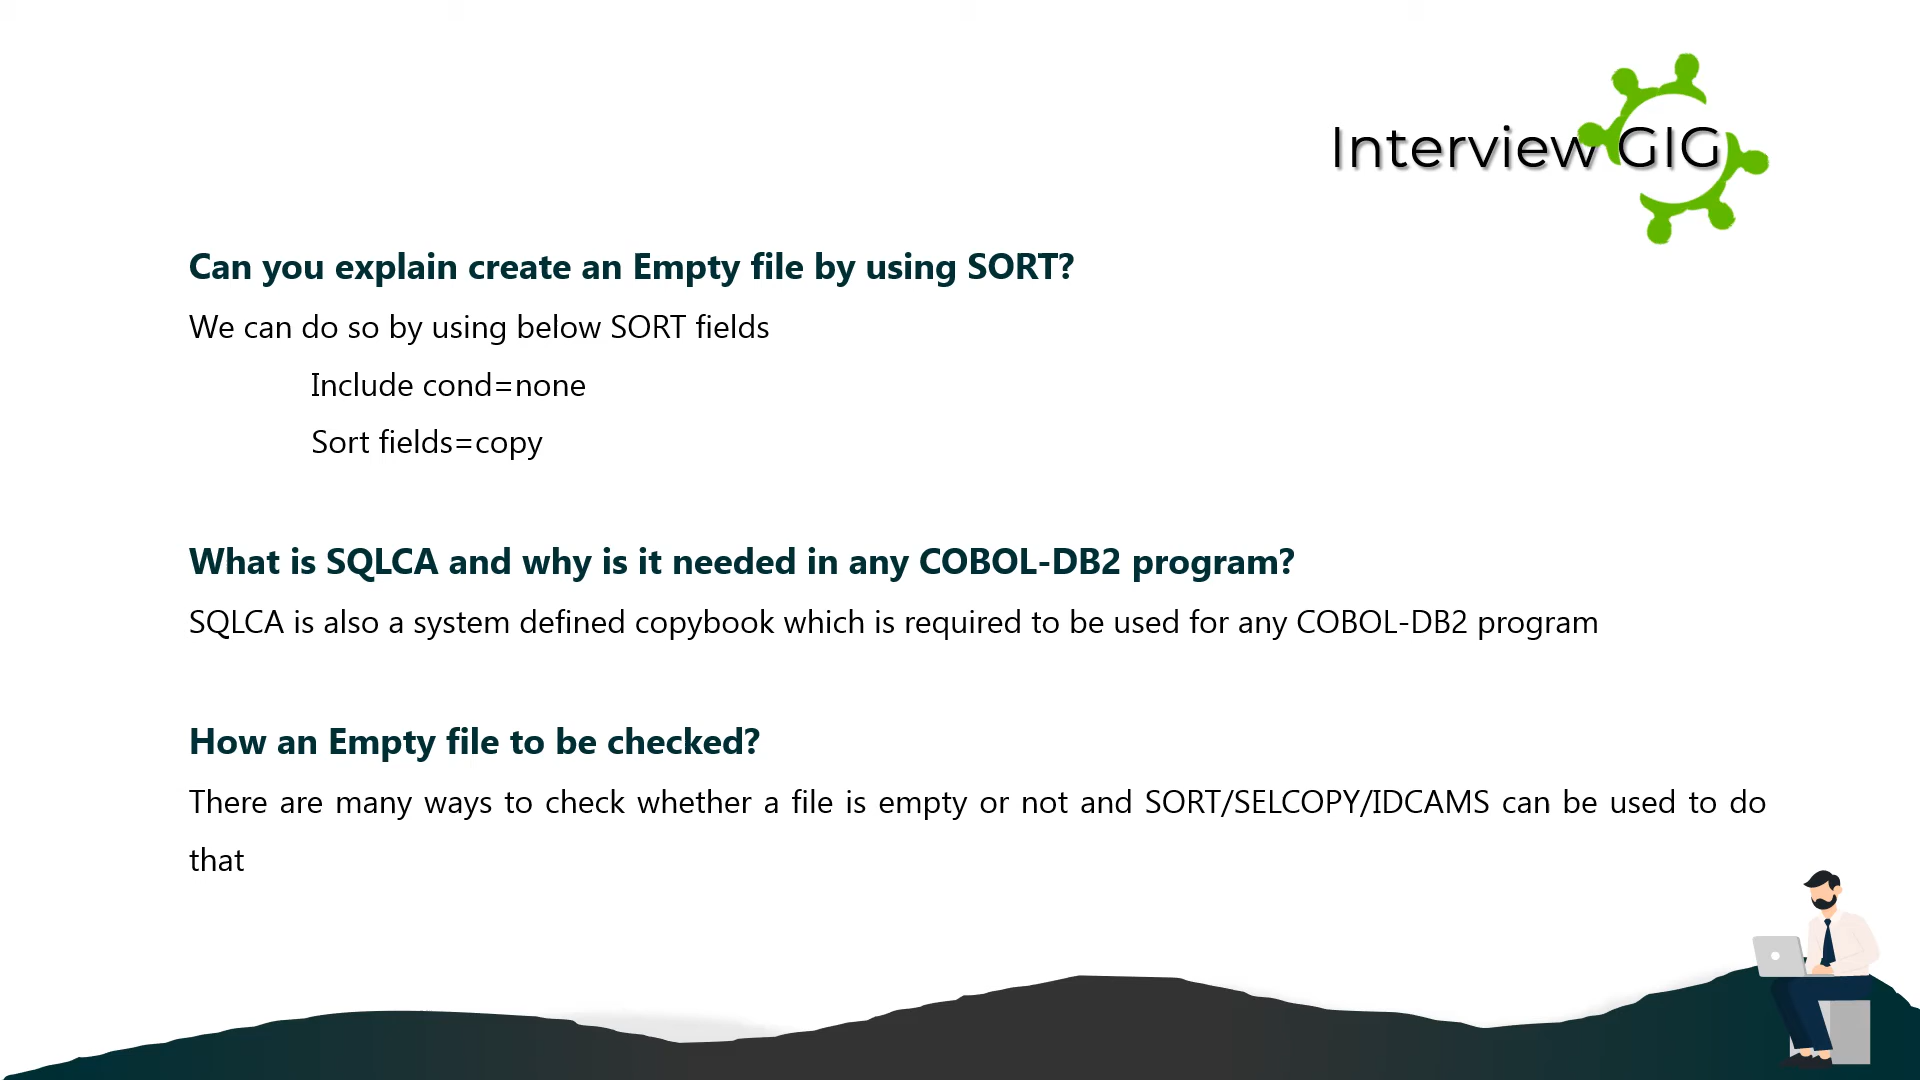 Interview GIG
Can you explain create an Empty file by using SORT?
We can do so by using below SORT fields
Include cond=none
Sort fields=copy
What is SQLCA and why is it needed in any COBOL-DB2 program?
SQLCA is also a system defined copybook which is required to be used for any COBOL-DB2 program
How an Empty file to be checked?
There are many ways to check whether a file is empty or not and SORT/SELCOPY/IDCAMS can be used to do
that